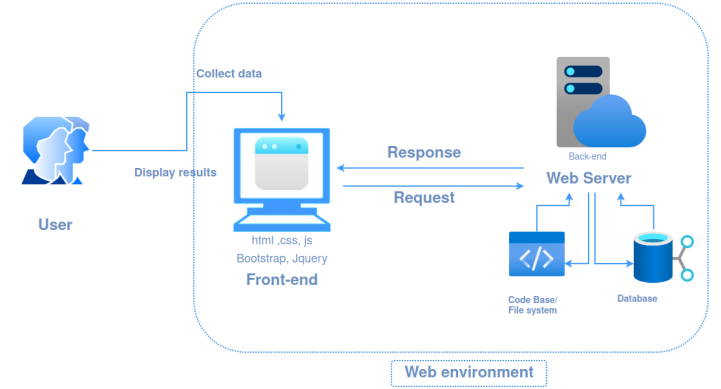 Collect data
Display results
User
Response
Request
html ,css, js
Bootstrap, Jquery
Front-end
Back-end
Web Server
Code Base/
File system
Database
Web environment